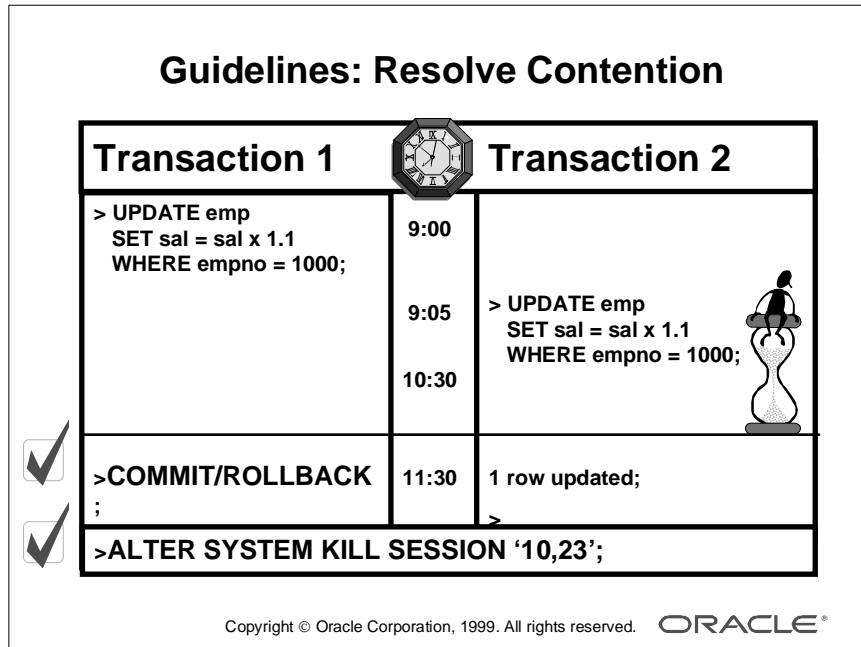 Guidelines: Resolve Contention
Transaction 1
Transaction 2
> UPDATE emp
SET sal = sal x 1.1
WHERE empno = 1000;
9:00
9:05
10:30
> UPDATE emp
SET sal = sal x 1.1
WHERE empno = 1000;
>COMMIT/ROLLBACK
;
11:30
1 row updated;
>
>ALTER SYSTEM KILL SESSION ‘10,23’;
Copyright © Oracle Corporation, 1999. All rights reserved.
ORACLE®